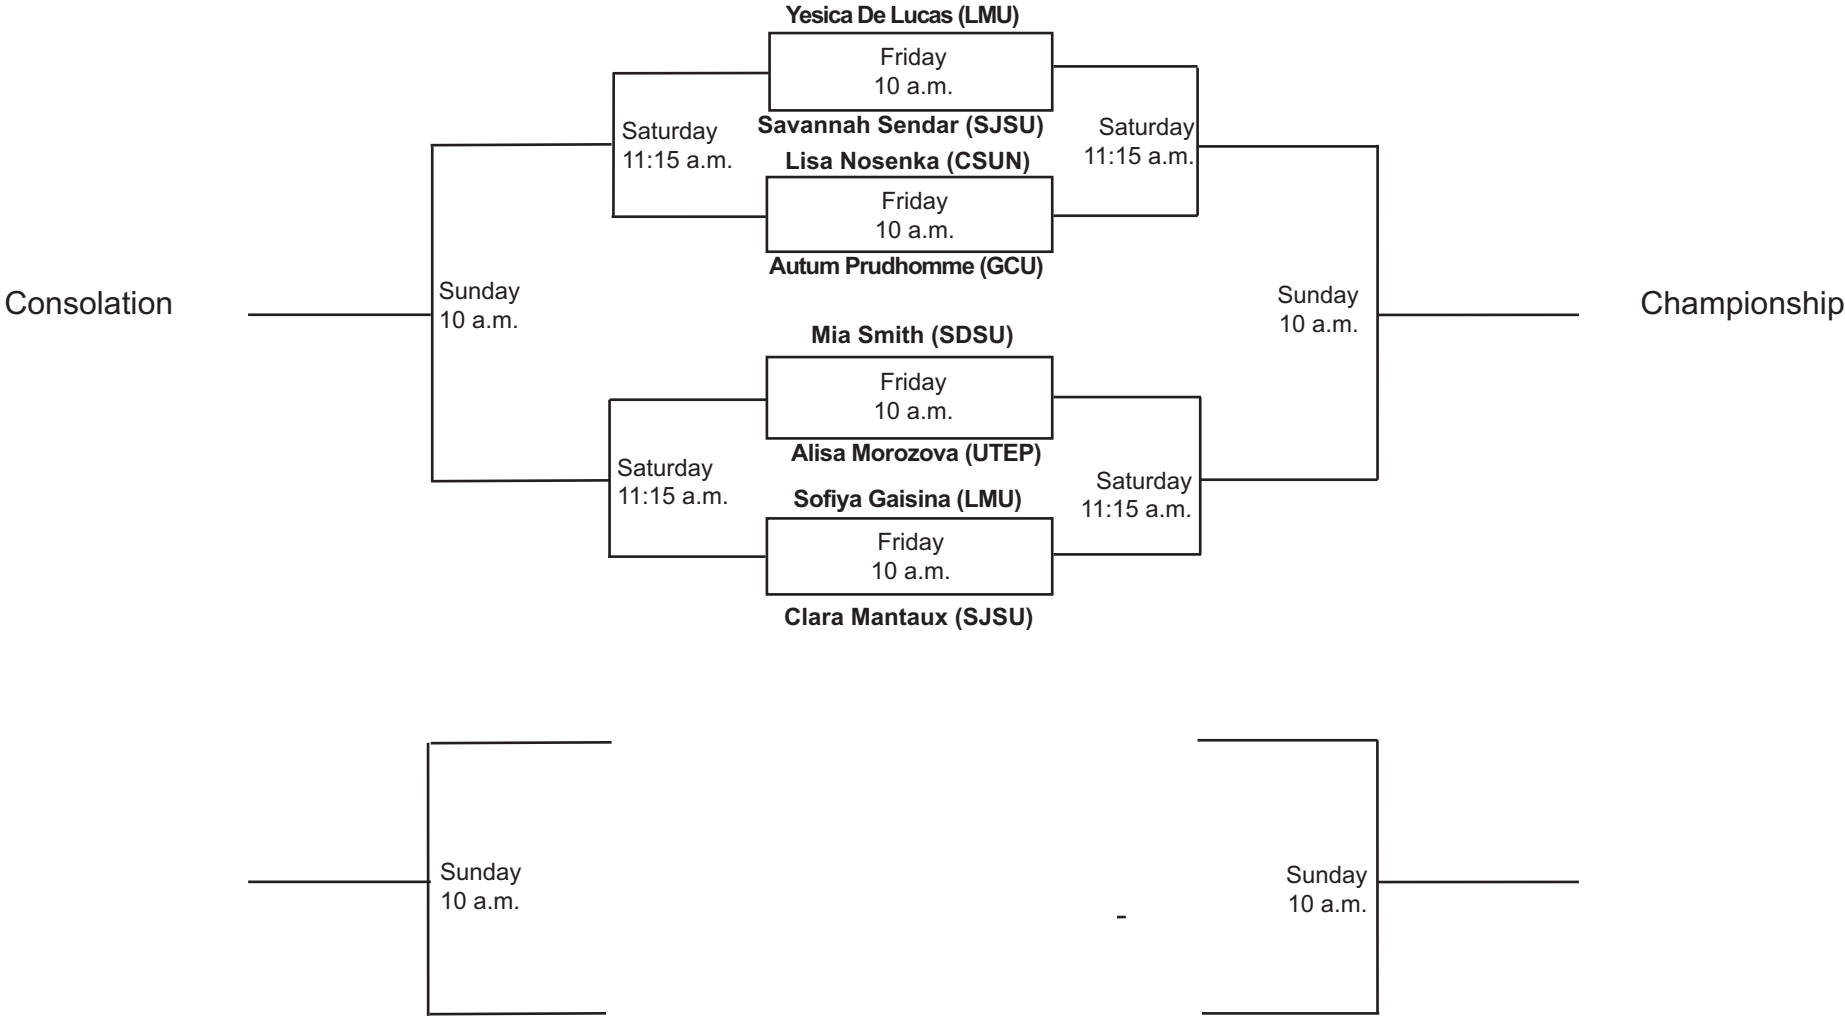 Yesica De Lucas (LMU)
Friday
10 a.m.
Savannah Sendar (SJSU)
Saturday
11:15 a.m.
Saturday
11:15 a.m.
Lisa Nosenka (CSUN)
Friday
10 a.m.
Autum Prudhomme (GCU)
Consolation
Sunday
10 a.m.
Sunday
10 a.m.
Championship
Mia Smith (SDSU)
Friday
10 a.m.
Alisa Morozova (UTEP)
Saturday
11:15 a.m.
Saturday
11:15 a.m.
Sofiya Gaisina (LMU)
Friday
10 a.m.
Clara Mantaux (SJSU)
Sunday
10 a.m.
Sunday
10 a.m.
-